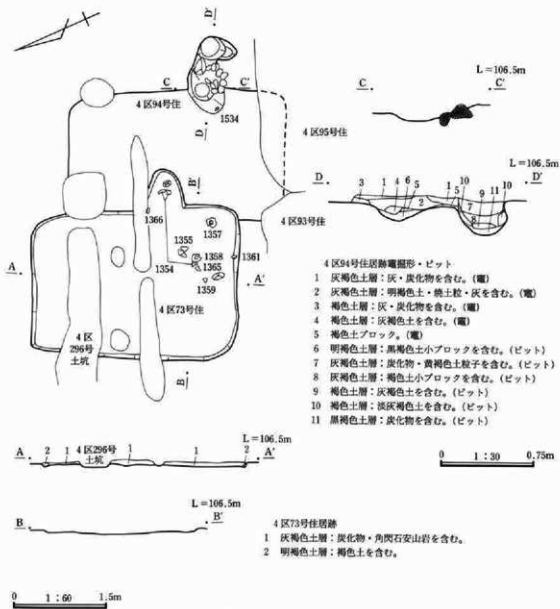 D'
C
C'
L=106.5m
C
C'
4区94号住
1534
4区95号住
D
L=106.5m
B'
D
D'
3 1 4 6 5 2 1 5 10 7 9 11 10
8
1366
1357
4区93号住
1355
1358
1361
1354
1365
1359
A
A'
4区73号住
4区
296号
土坑
B
4区94号住居跡竈掘形・ピット
1 灰褐色土層：灰・炭化物を含む。(竈)
2 灰褐色土層：明褐色土・焼土粒・灰を含む。(竈)
3 褐色土層：灰・炭化物を含む。(竈)
4 褐色土層：灰褐色土を含む。(竈)
5 褐色土ブロック。(竈)
6 明褐色土層：黒褐色土小ブロックを含む。(ピット)
7 灰褐色土層：炭化物・黄褐色土粒子を含む。(ピット)
8 灰褐色土層：褐色土小ブロックを含む。(ピット)
9 褐色土層：灰褐色土を含む。(ピット)
10 褐色土層：淡灰褐色土を含む。(ピット)
11 黒褐色土層：炭化物を含む。(ピット)
0 1:30 0.75m
L=106.5m
A 2 1 4区296号 1 1 2 A'
土坑
L=106.5m
B
B'
4区73号住居跡
1 灰褐色土層：炭化物・角閃石安山岩を含む。
2 明褐色土層：褐色土を含む。
0 1:60 1.5m